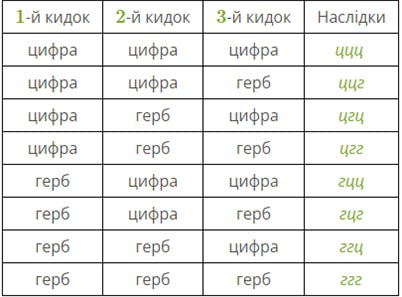 1-й кидок 2-й кидок 3-й кидок Наслідки
цифра цифра цифра ццц
цифра цифра герб ццг
цифра герб цифра цгц
цифра герб герб цгг
герб цифра цифра гцц
герб цифра герб гцг
герб герб цифра ггц
герб герб герб ггг